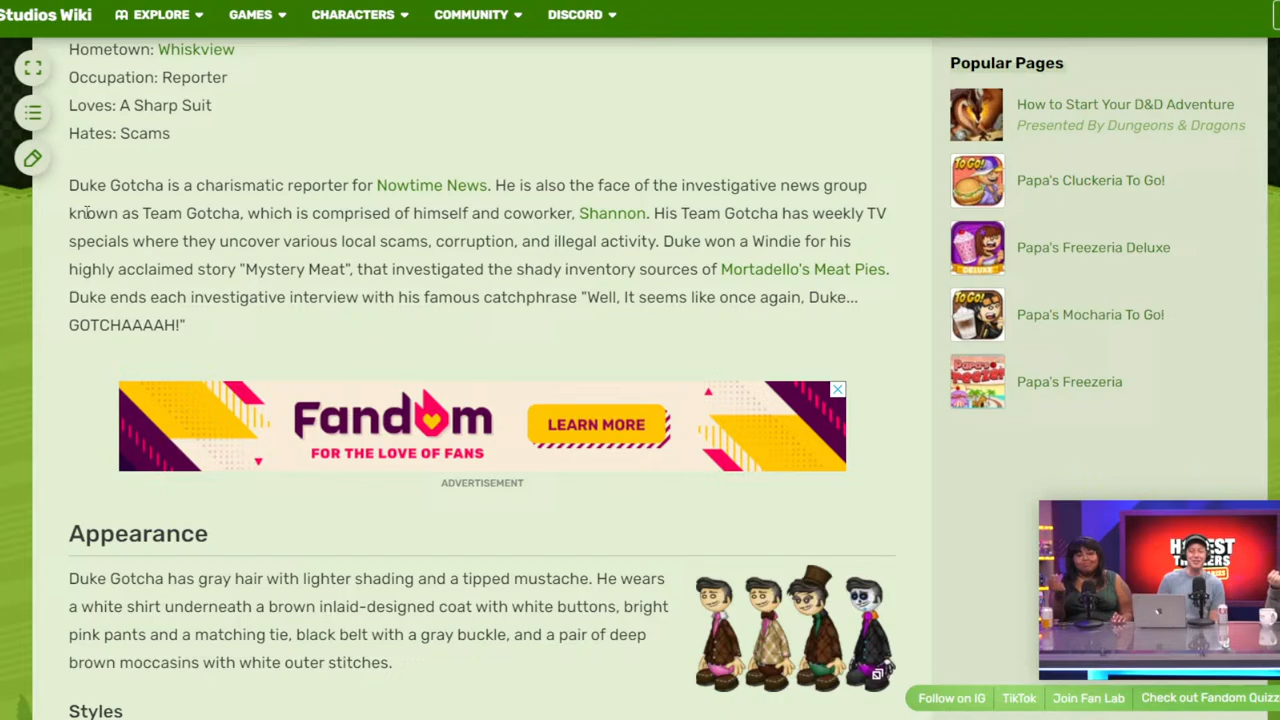 Studios Wiki
EXPLORE
GAMES
CHARACTERS
COMMUNITY
DISCORD
Hometown: Whiskview
Occupation: Reporter
Loves: A Sharp Suit
Hates: Scams
Duke Gotcha is a charismatic reporter for Nowtime News. He is also the face of the investigative news group
known as Team Gotcha, which is comprised of himself and coworker, Shannon. His Team Gotcha has weekly TV
specials where they uncover various local scams, corruption, and illegal activity. Duke won a Windie for his
highly acclaimed story "Mystery Meat", that investigated the shady inventory sources of Mortadello's Meat Pies.
Duke ends each investigative interview with his famous catchphrase "Well, It seems like once again, Duke...
GOTCHAAAAH!"
Fandom
FOR THE LOVE OF FANS
LEARN MORE
ADVERTISEMENT
Appearance
Duke Gotcha has gray hair with lighter shading and a tipped mustache. He wears
a white shirt underneath a brown inlaid-designed coat with white buttons, bright
pink pants and a matching tie, black belt with a gray buckle, and a pair of deep
brown moccasins with white outer stitches.
Styles
Popular Pages
How to Start Your D&D Adventure
Presented By Dungeons & Dragons
TO GO!
Papa's Cluckeria To Go!
DELUXE
Papa's Freezeria Deluxe
TO GO!
Papa's Mocharia To Go!
Papa's Freezeria
Follow on IG
TikTok
Join Fan Lab
Check out Fandom Quizz